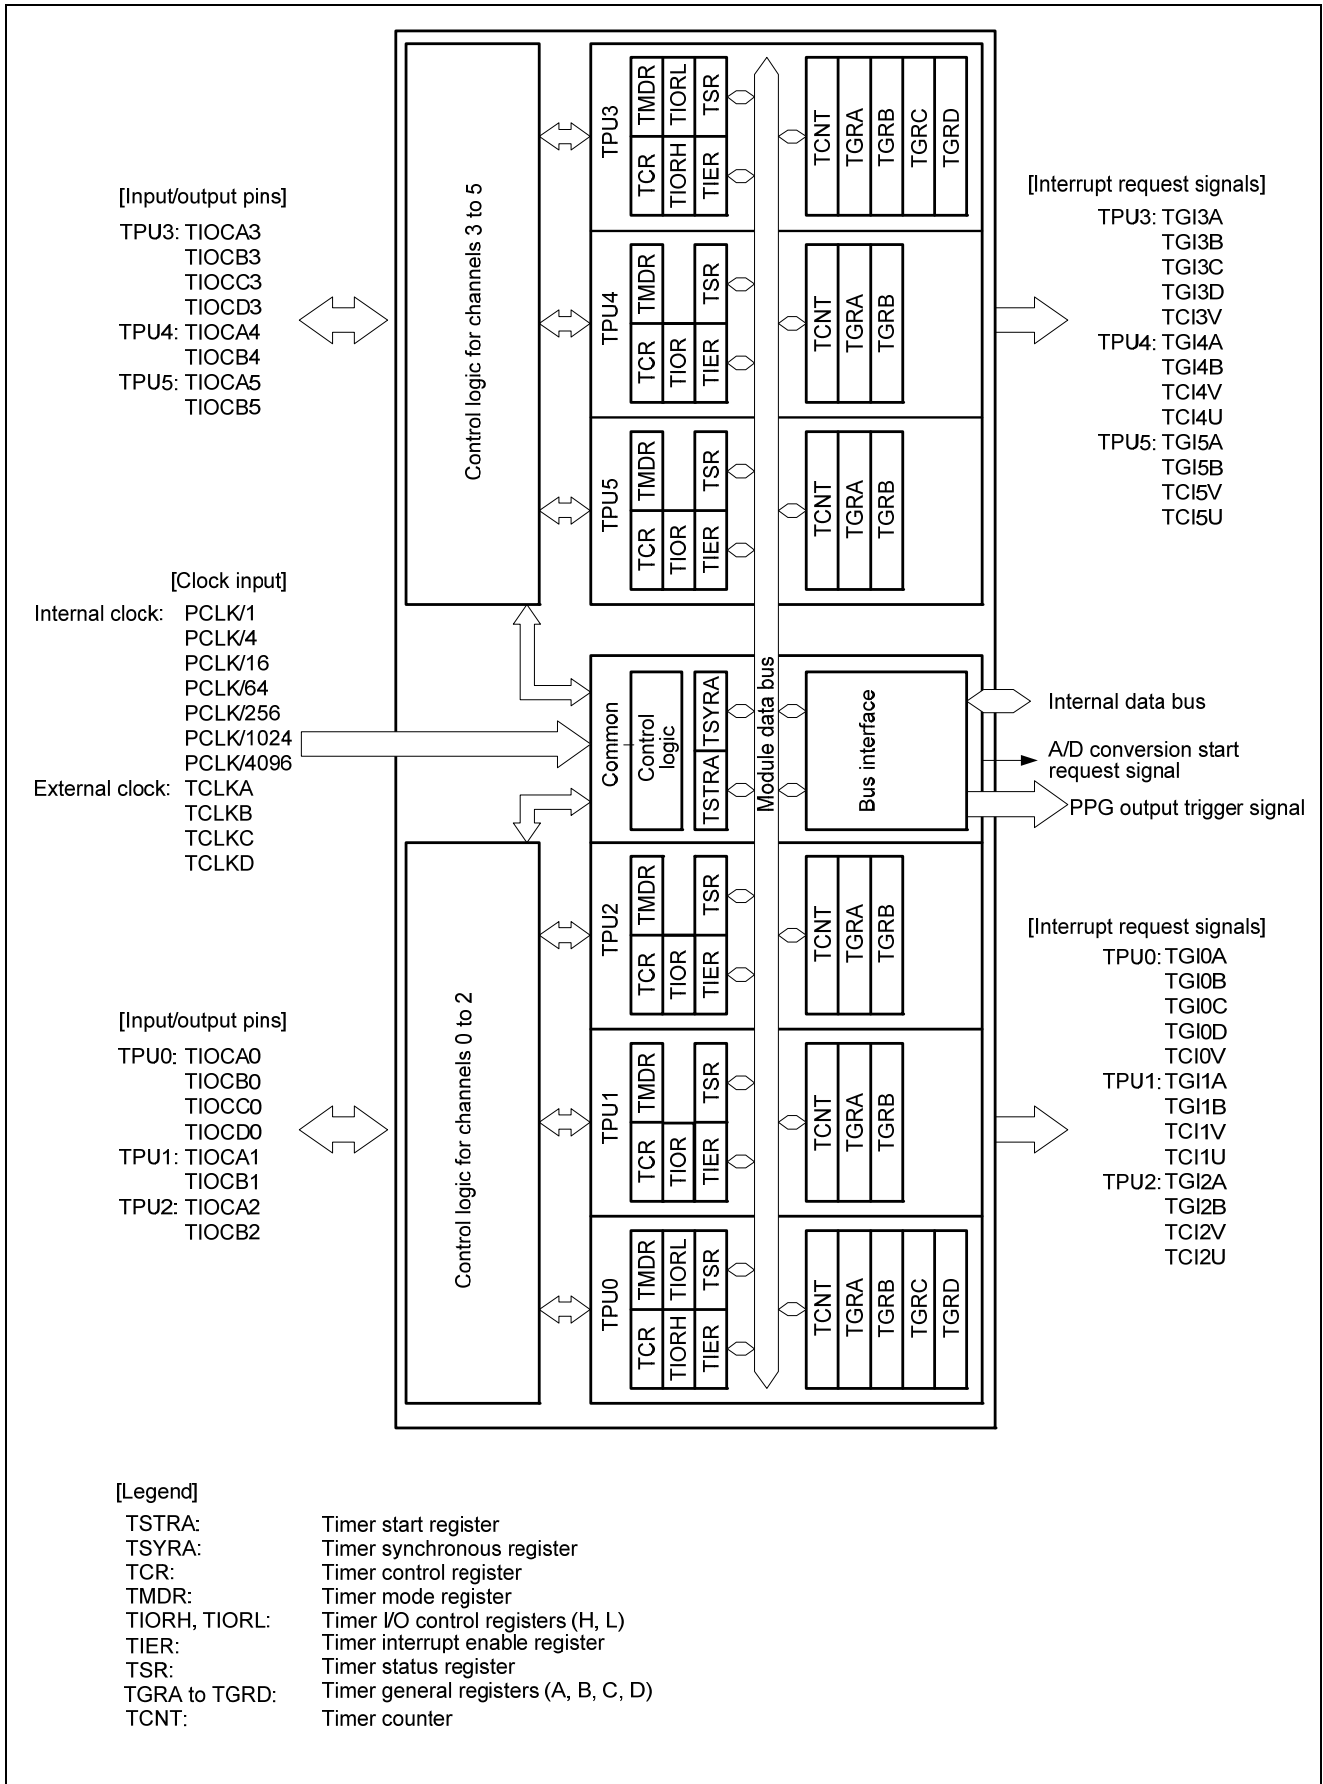 [Input/output pins]
TPU3: TIOCA3
TIOCB3
TIOCC3
TIOCD3
TPU4: TIOCA4
TIOCB4
TPU5: TIOCA5
TIOCB5
[Clock input]
Internal clock: PCLK/1
PCLK/4
PCLK/16
PCLK/64
PCLK/256
PCLK/1024
PCLK/4096
External clock: TCLKA
TCLKB
TCLKC
TCLKD
[Input/output pins]
TPU0: TIOCA0
TIOCB0
TIOCC0
TIOCD0
TPU1: TIOCA1
TIOCB1
TPU2: TIOCA2
TIOCB2
Control logic for channels 3 to 5
Control logic for channels 0 to 2
TPU3
TMDR TIORL TSR
TCR TIORH TIER
TCNT TGRA TGRB TGRC TGRD
TPU4
TMDR TSR
TCR TIOR TIER
TCNT TGRA TGRB
TPU5
TMDR TSR
TCR TIOR TIER
TCNT TGRA TGRB
Common
Control
logic
TSYRA
TSTRA
Module data bus
Bus interface
TPU2
TMDR TSR
TCR TIOR TIER
TCNT TGRA TGRB
TPU1
TMDR TSR
TCR TIOR TIER
TCNT TGRA TGRB
TPU0
TMDR TIORL TSR
TCR TIORH TIER
TCNT TGRA TGRB TGRC TGRD
[Interrupt request signals]
TPU3: TGI3A
TGI3B
TGI3C
TGI3D
TCI3V
TPU4: TGI4A
TGI4B
TCI4V
TCI4U
TPU5: TGI5A
TGI5B
TCI5V
TCI5U
Internal data bus
A/D conversion start
request signal
PPG output trigger signal
[Interrupt request signals]
TPU0: TGI0A
TGI0B
TGI0C
TGI0D
TCI0V
TPU1: TGI1A
TGI1B
TCI1V
TCI1U
TPU2: TGI2A
TGI2B
TCI2V
TCI2U
[Legend]
TSTRA: Timer start register
TSYRA: Timer synchronous register
TCR: Timer control register
TMDR: Timer mode register
TIORH, TIORL: Timer I/O control registers (H, L)
TIER: Timer interrupt enable register
TSR: Timer status register
TGRA to TGRD: Timer general registers (A, B, C, D)
TCNT: Timer counter